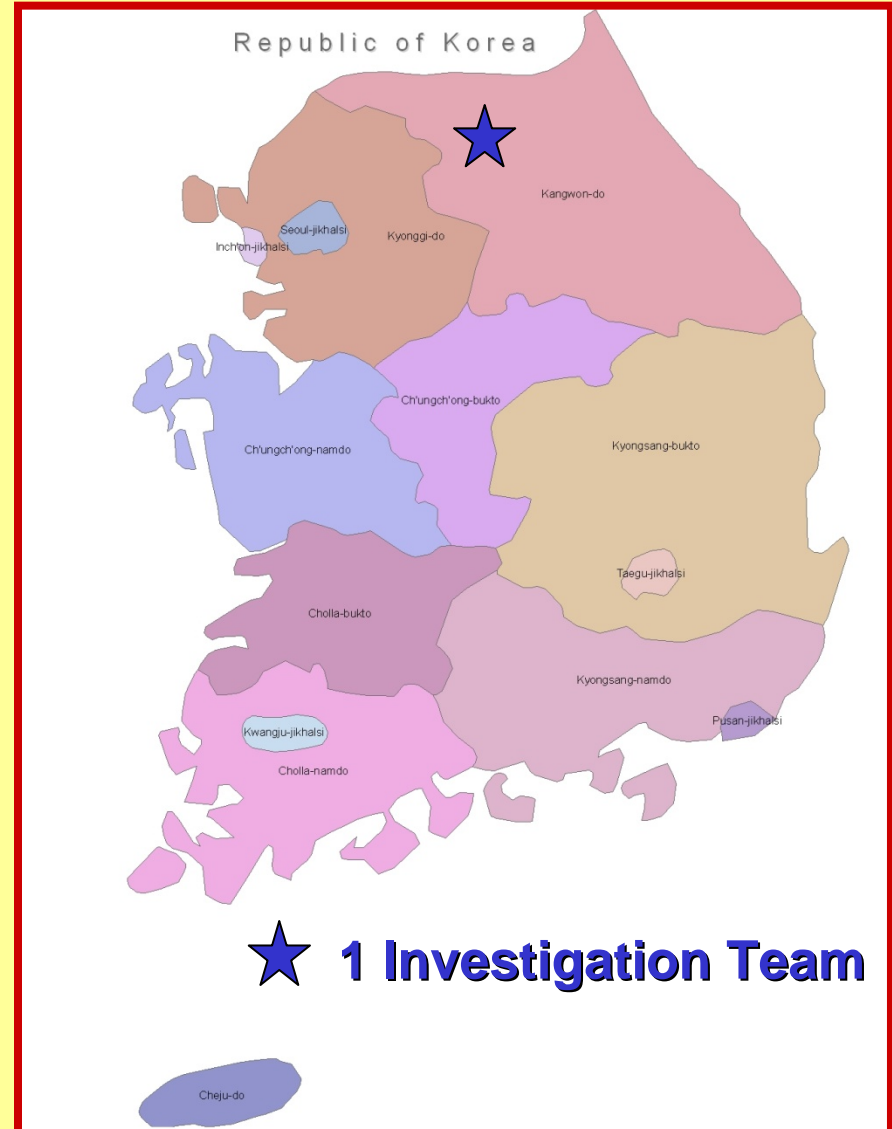 Republic of Korea
Kangwon-do
Seoul-jikhalsi
Kyonggi-do
Inch'on-jikhalsi
Ch'ungch'ong-bukto
Kyongsang-bukto
Ch'ungch'ong-namdo
Taegu-jikhalsi
Cholla-bukto
Kyongsang-namdo
Pusan-jikhalsi
Kwangju-jikhalsi
Cholla-namdo
1 Investigation Team
Cheju-do